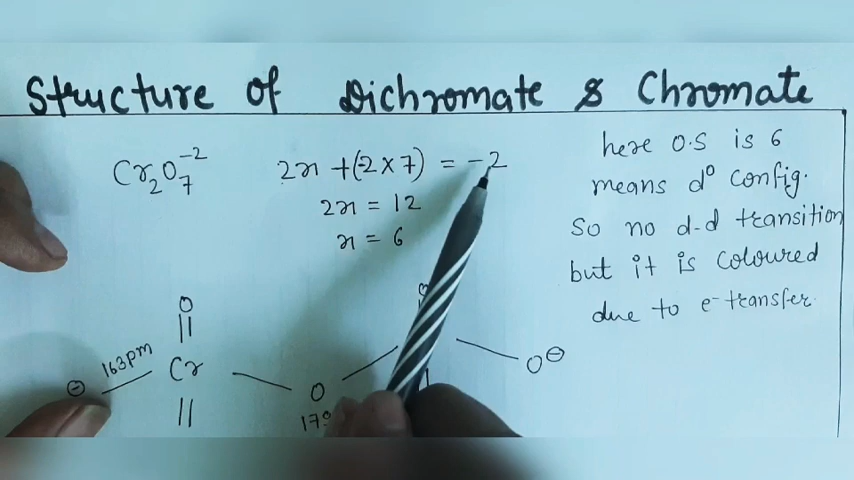 Structure of Dichromate & Chromate
Cr₂O₇⁻²
2x + (2 × 7) = -2
2x = 12
x = 6
here O.S is 6
means d⁰ config.
so no d-d transition
but it is coloured
due to e⁻ transfer.
O
||
163pm
Cr
⊖
||
O
O⊖